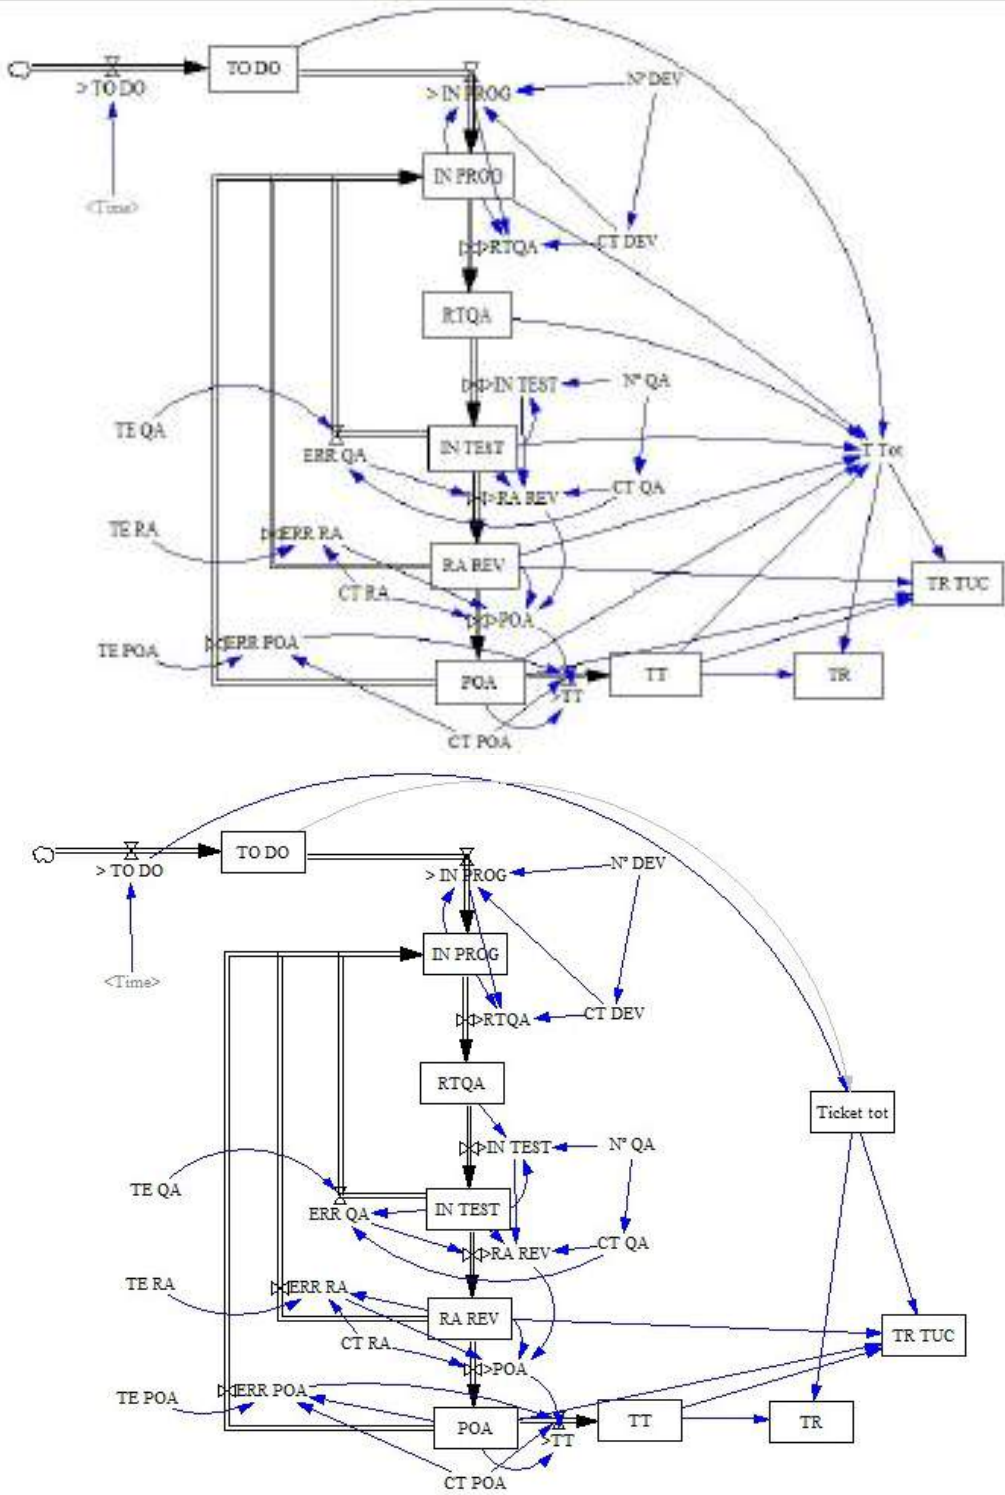 TO DO
> TO DO
> IN PROG
Nº DEV
IN PROG
<Time>
>RTQA
CT DEV
RTQA
>IN TEST
Nº QA
TE QA
ERR QA
IN TEST
T Tot
>RA REV
CT QA
TE RA
ERR RA
RA REV
CT RA
TR TUC
>POA
TE POA
ERR POA
POA
TT
TR
>TT
CT POA
TO DO
> TO DO
> IN PROG
Nº DEV
IN PROG
<Time>
>RTQA
CT DEV
RTQA
Ticket tot
>IN TEST
Nº QA
TE QA
ERR QA
IN TEST
>RA REV
CT QA
TE RA
ERR RA
RA REV
CT RA
TR TUC
>POA
TE POA
ERR POA
POA
TT
TR
>TT
CT POA